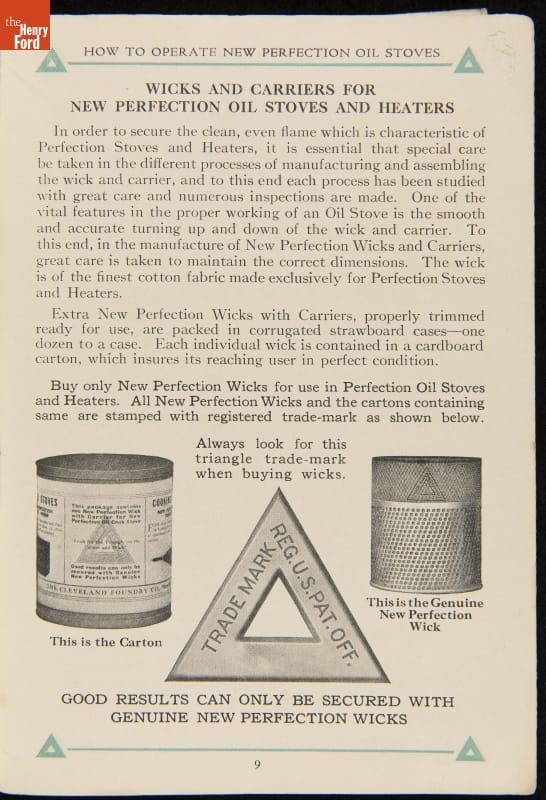 the
Henry
Ford
HOW TO OPERATE NEW PERFECTION OIL STOVES
WICKS AND CARRIERS FOR
NEW PERFECTION OIL STOVES AND HEATERS
In order to secure the clean, even flame which is characteristic of
Perfection Stoves and Heaters, it is essential that special care
be taken in the different processes of manufacturing and assembling
the wick and carrier, and to this end each process has been studied
with great care and numerous inspections are made. One of the
vital features in the proper working of an Oil Stove is the smooth
and accurate turning up and down of the wick and carrier. To
this end, in the manufacture of New Perfection Wicks and Carriers,
great care is taken to maintain the correct dimensions. The wick
is of the finest cotton fabric made exclusively for Perfection Stoves
and Heaters.
Extra New Perfection Wicks with Carriers, properly trimmed
ready for use, are packed in corrugated strawboard cases—one
dozen to a case. Each individual wick is contained in a cardboard
carton, which insures its reaching user in perfect condition.
Buy only New Perfection Wicks for use in Perfection Oil Stoves
and Heaters. All New Perfection Wicks and the cartons containing
same are stamped with registered trade-mark as shown below.
Always look for this
triangle trade-mark
when buying wicks.
STOVES
This package contains
one New Perfection Wick
with Carrier for New
Perfection Oil Cook Stove
Look for the Triangle on the
Good results can only be
secured with Genuine
New Perfection Wicks
THE CLEVELAND FOUNDRY CO.
This is the Carton
TRADE MARK
REG. U.S. PAT. OFF.
This is the Genuine
New Perfection
Wick
GOOD RESULTS CAN ONLY BE SECURED WITH
GENUINE NEW PERFECTION WICKS
9